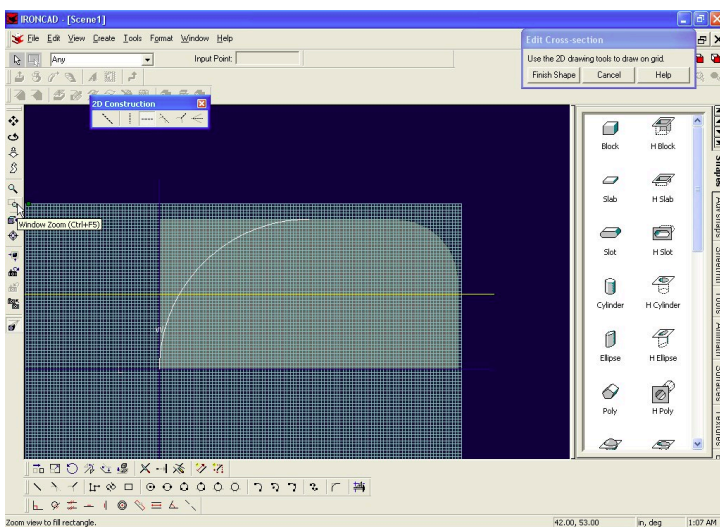 IRONCAD - [Scene1]
File Edit View Create Tools Format Window Help
Any
Input Point:
Edit Cross-section
Use the 2D drawing tools to draw on grid.
Finish Shape Cancel Help
2D Construction
Window Zoom (Ctrl+F5)
Block H Block
Slab H Slab
Slot H Slot
Cylinder H Cylinder
Ellipse H Ellipse
Poly H Poly
Shapes
Tools
Surfaces
Textures
Zoom view to fill rectangle.
42.00, 53.00 in, deg 1:07 AM